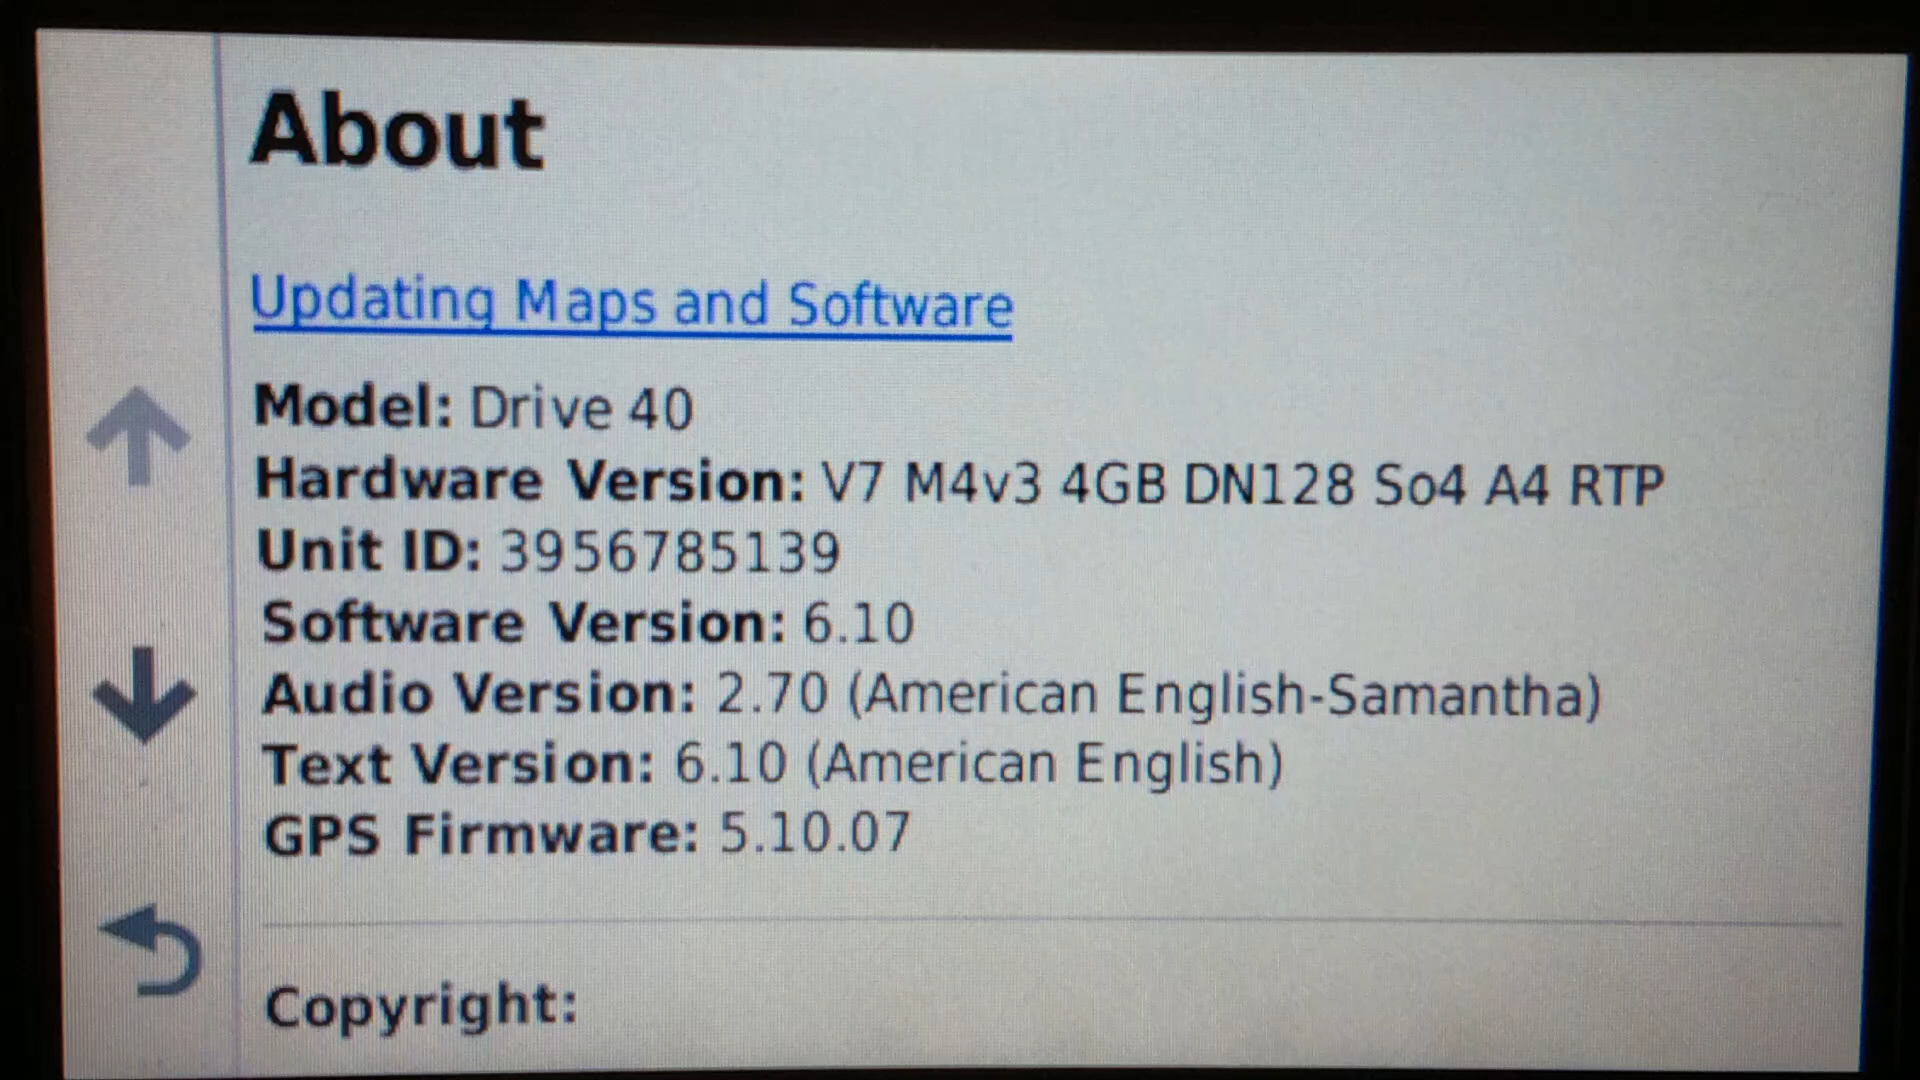 About
Updating Maps and Software
Model: Drive 40
Hardware Version: V7 M4v3 4GB DN128 So4 A4 RTP
Unit ID: 3956785139
Software Version: 6.10
Audio Version: 2.70 (American English-Samantha)
Text Version: 6.10 (American English)
GPS Firmware: 5.10.07
Copyright: